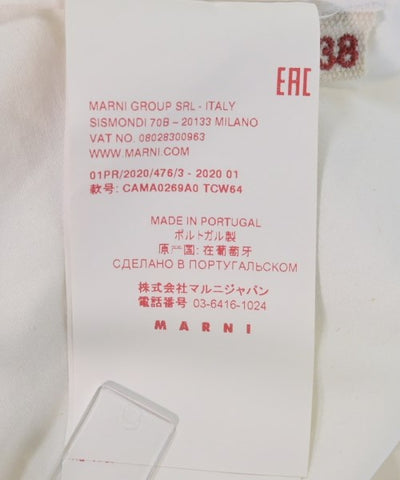 38
EAC
MARNI GROUP SRL - ITALY
SISMONDI 70B – 20133 MILANO
VAT NO. 08028300963
WWW.MARNI.COM
01PR/2020/476/3 - 2020 01
款号: CAMA0269A0 TCW64
MADE IN PORTUGAL
ポルトガル製
原产国: 在葡萄牙
СДЕЛАНО В ПОРТУГАЛЬСКОМ
株式会社マルニジャパン
電話番号 03-6416-1024
MARNI